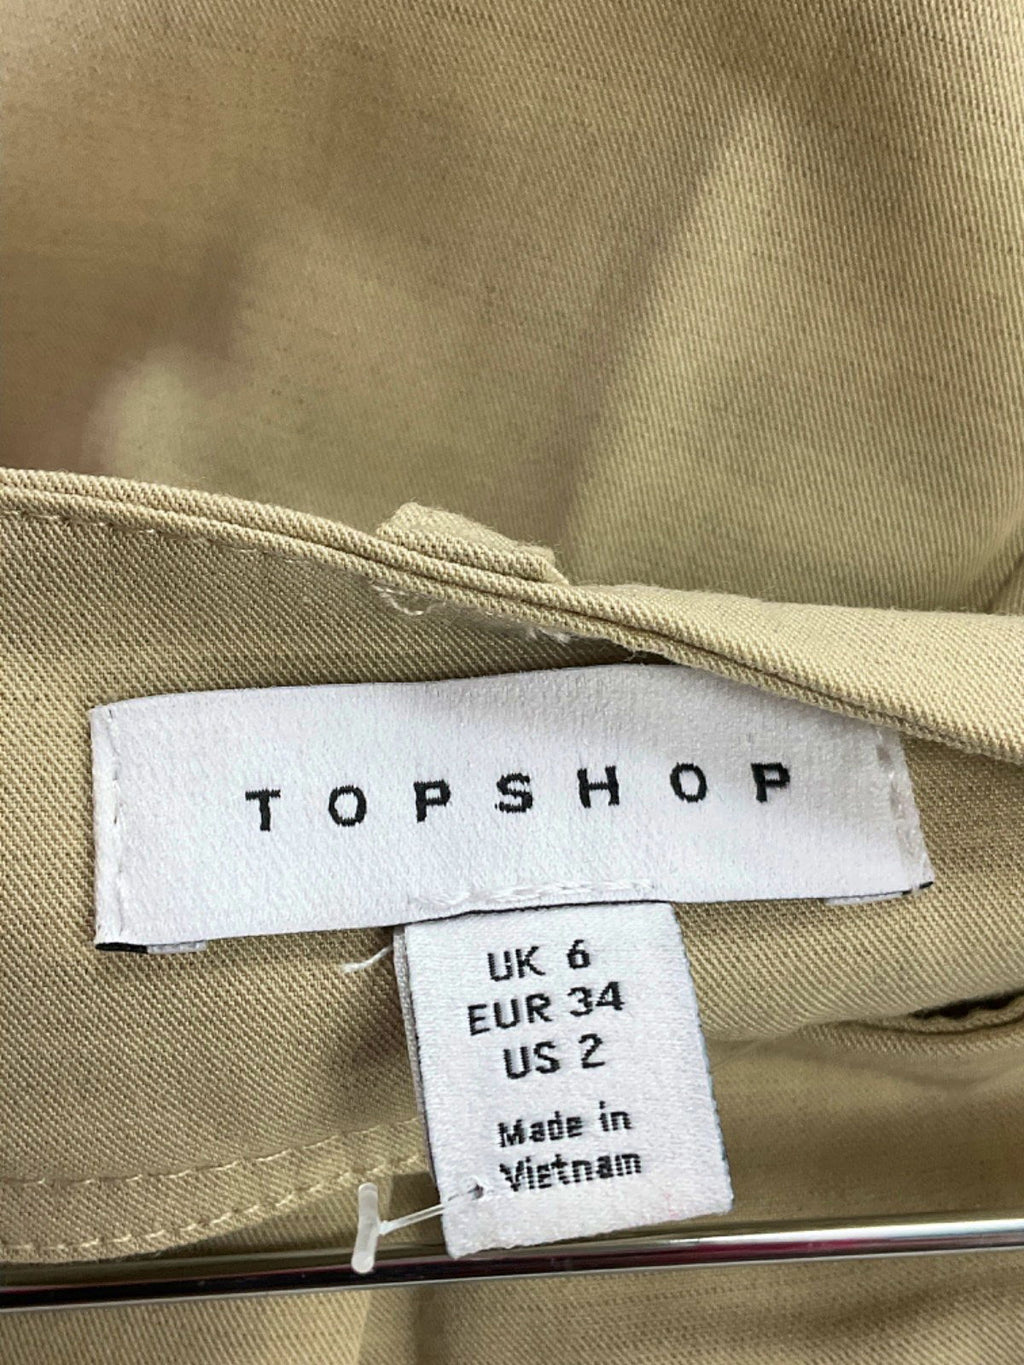 TOPSHOP
UK 6
EUR 34
US 2
Made in
Vietnam